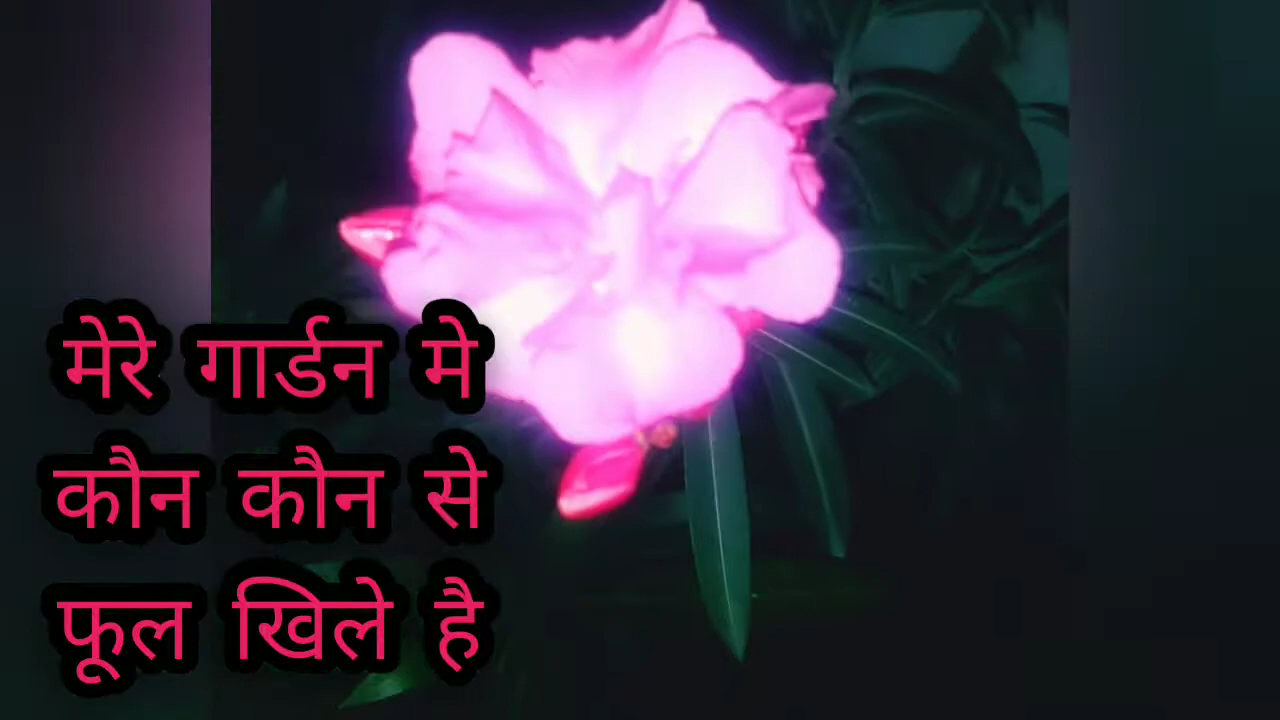 मेरे गार्डन मे
कौन कौन से
फूल खिले है